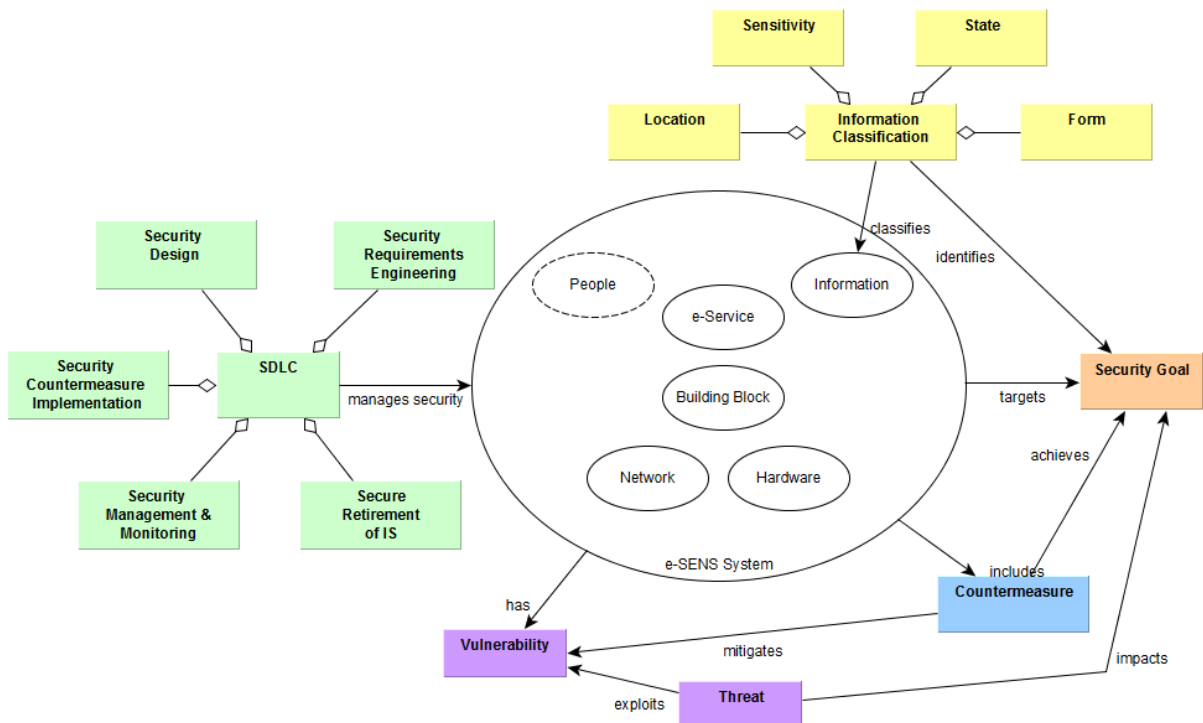 Sensitivity
State
Location
Information
Classification
Form
classifies
identifies
Security
Design
Security
Requirements
Engineering
People
Information
e-Service
Security
Countermeasure
Implementation
SDLC
manages security
Building Block
targets
Security Goal
achieves
Network
Hardware
Security
Management &
Monitoring
Secure
Retirement
of IS
e-SENS System
includes
Countermeasure
has
Vulnerability
mitigates
impacts
exploits
Threat